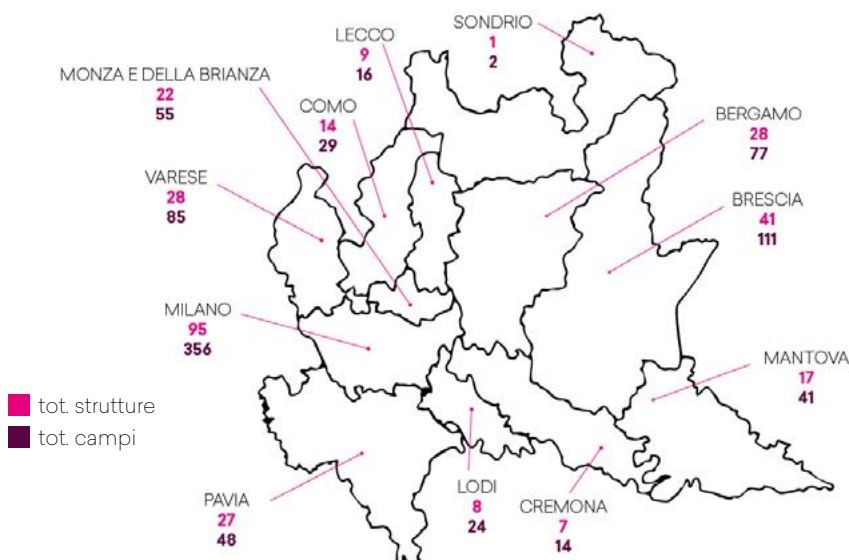 SONDRIO
1
2
LECCO
9
16
MONZA E DELLA BRIANZA
22
55
COMO
14
29
BERGAMO
28
77
VARESE
28
85
BRESCIA
41
111
MILANO
95
356
MANTOVA
17
41
tot. strutture
tot. campi
PAVIA
27
48
LODI
8
24
CREMONA
7
14